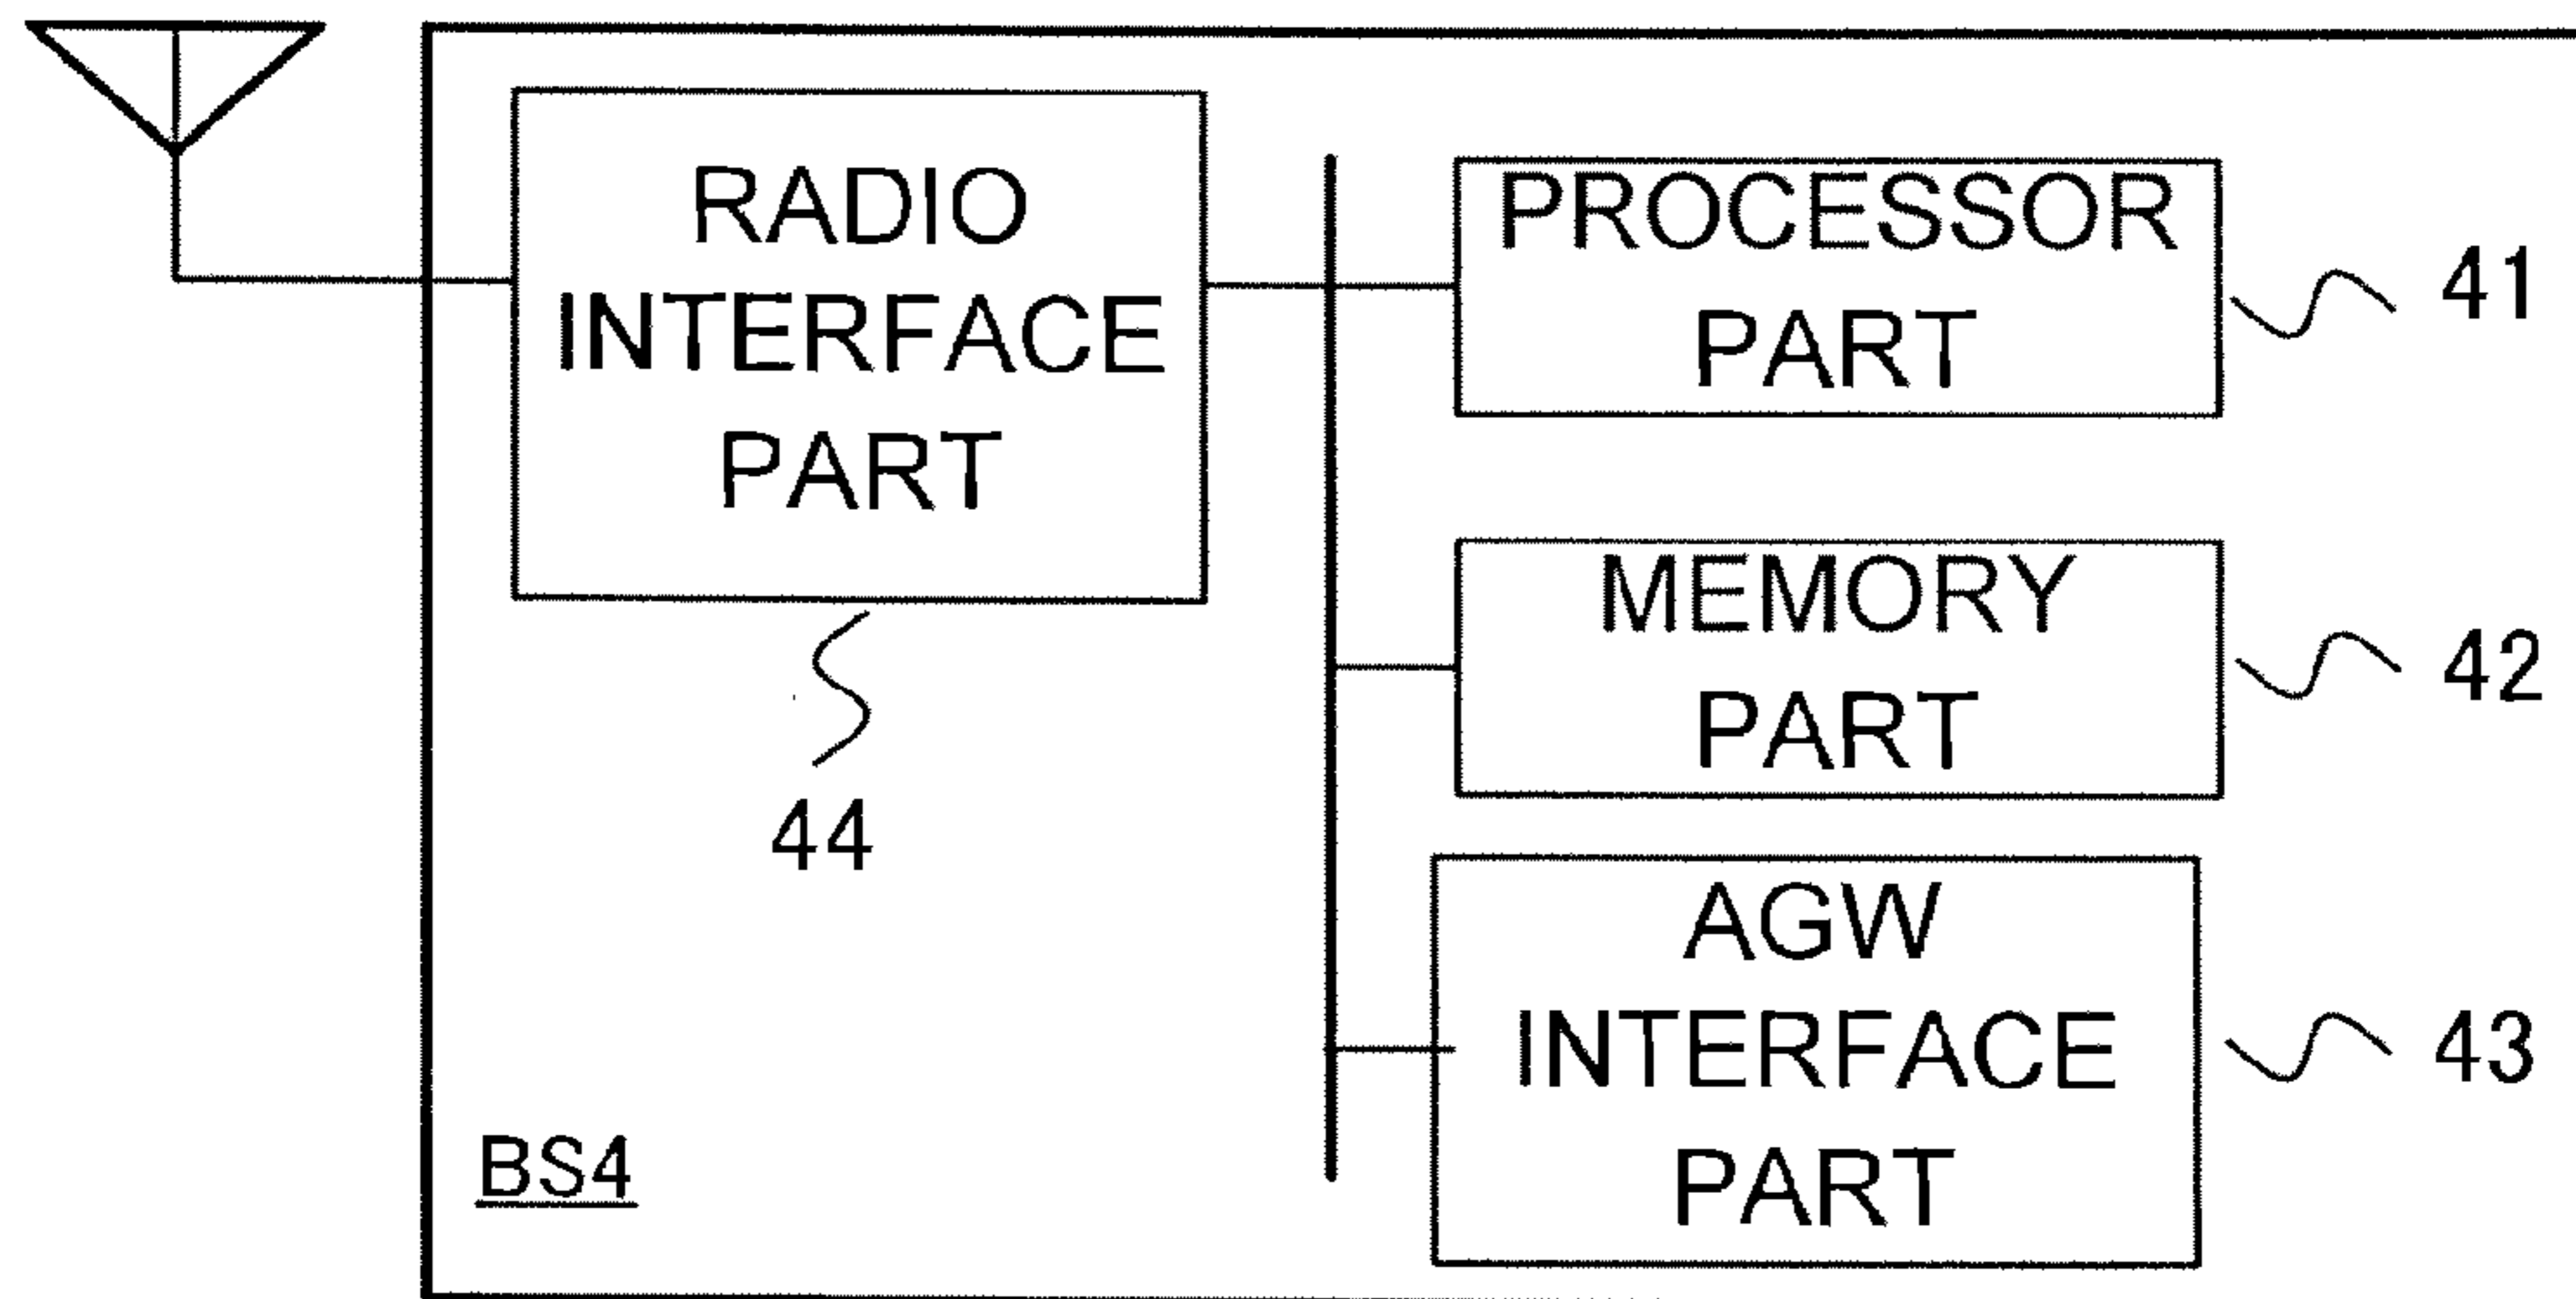 RADIO
INTERFACE
PART
44
PROCESSOR
PART
41
MEMORY
PART
42
AGW
INTERFACE
PART
43
BS4